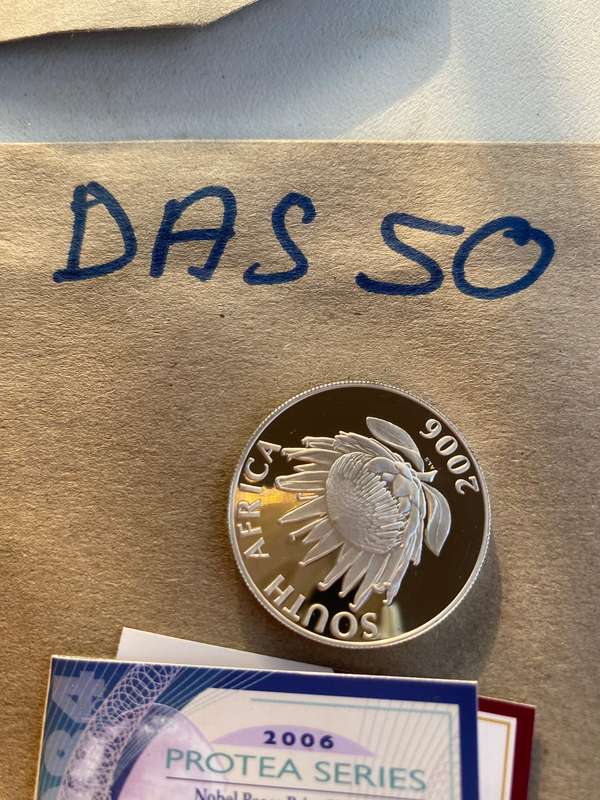 DAS 50
2006
SOUTH AFRICA
2006
PROTEA SERIES